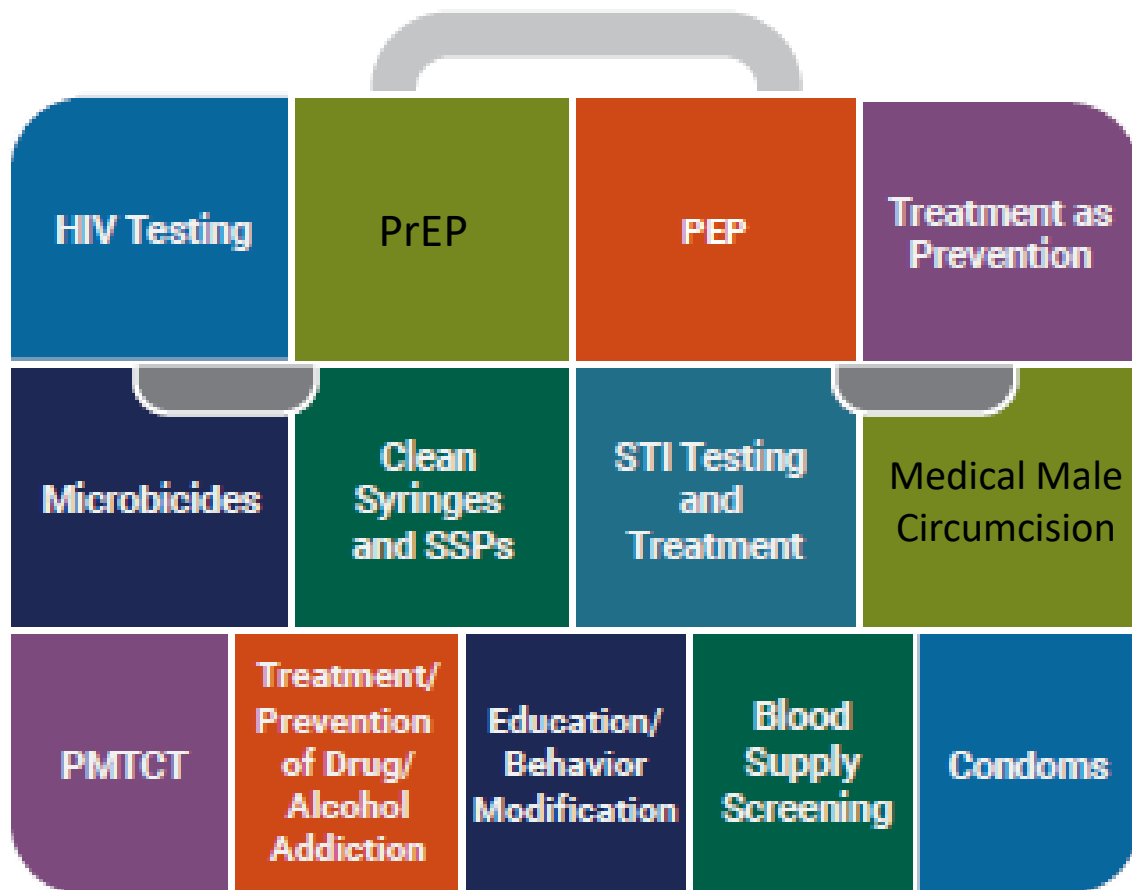 HIV Testing
PrEP
PEP
Treatment as
Prevention
Microbicides
Clean
Syringes
and SSPs
STI Testing
and
Treatment
Medical Male
Circumcision
PMTCT
Treatment/
Prevention
of Drug/
Alcohol
Addiction
Education/
Behavior
Modification
Blood
Supply
Screening
Condoms